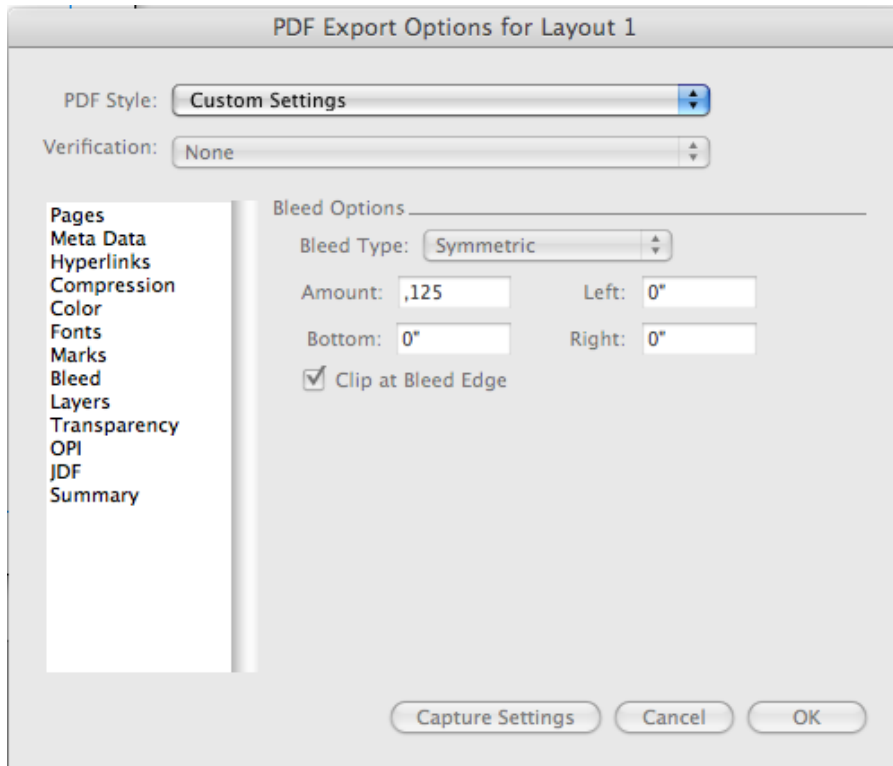 PDF Export Options for Layout 1
PDF Style: Custom Settings
Verification: None
Pages
Meta Data
Hyperlinks
Compression
Color
Fonts
Marks
Bleed
Layers
Transparency
OPI
JDF
Summary
Bleed Options
Bleed Type: Symmetric
Amount: ,125 Left: 0"
Bottom: 0" Right: 0"
Clip at Bleed Edge
Capture Settings Cancel OK